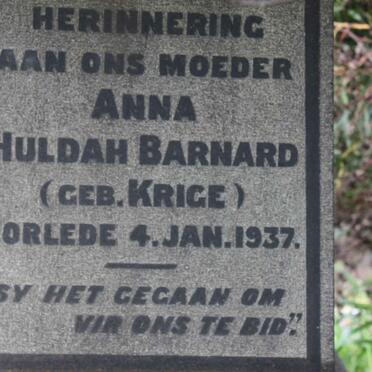 HERINNERING
AAN ONS MOEDER
ANNA
HULDAH BARNARD
(GEB. KRIGE)
OORLEDE 4. JAN. 1937.
SY HET GEGAAN OM
VIR ONS TE BID".